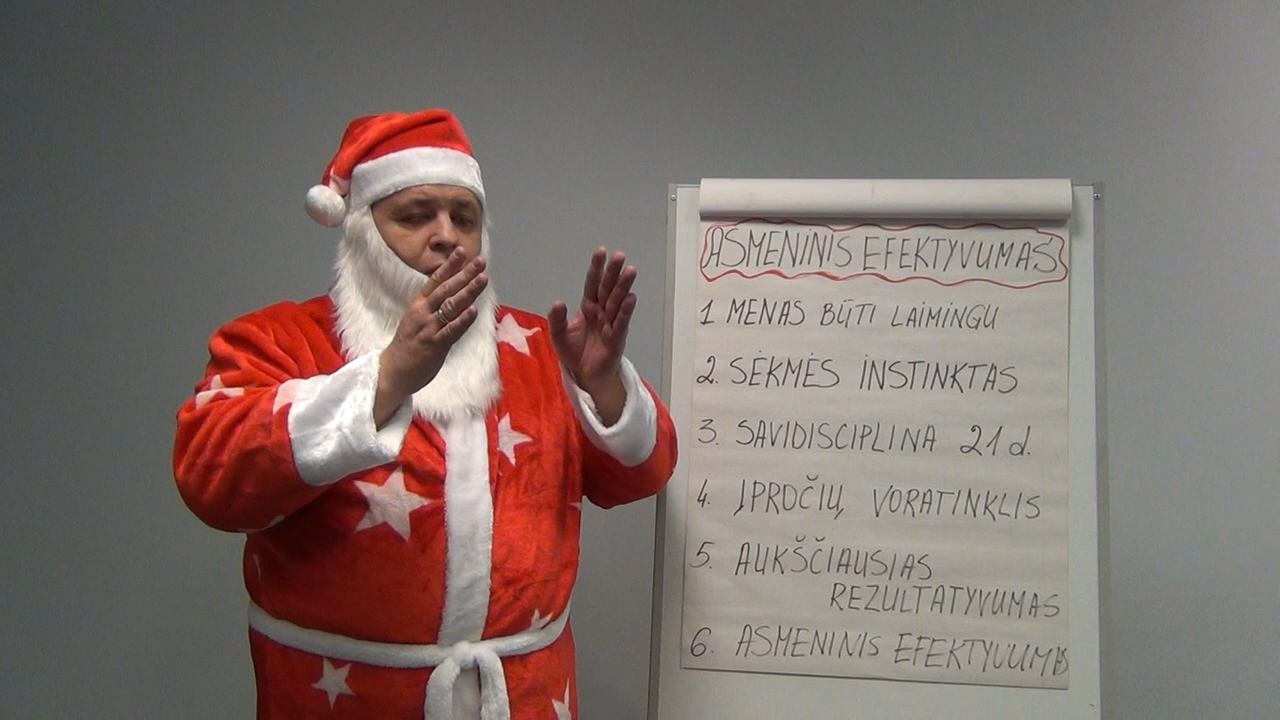 ASMENINIS EFEKTYVUMAS
1 MENAS BŪTI LAIMINGU
2. SĖKMĖS INSTINKTAS
3. SAVIDISCIPLINA 21 d.
4. ĮPROČIŲ VORATINKLIS
5. AUKŠČIAUSIAS
REZULTATYVUMAS
6. ASMENINIS EFEKTYVUMAS